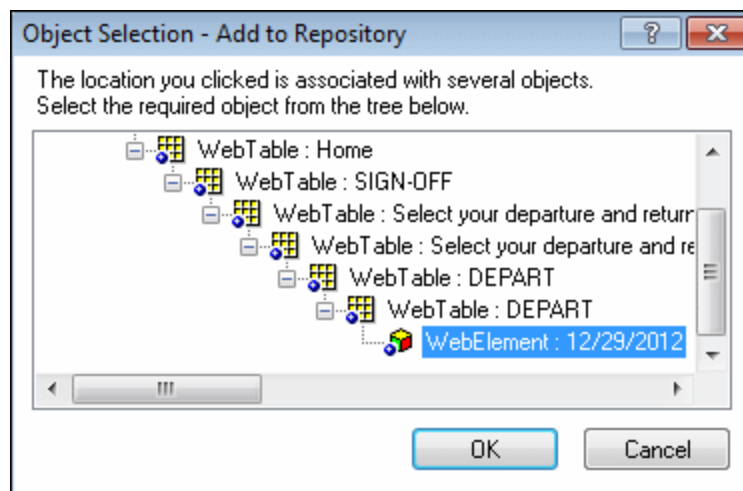 Object Selection - Add to Repository
The location you clicked is associated with several objects.
Select the required object from the tree below.
WebTable : Home
WebTable : SIGN-OFF
WebTable : Select your departure and return
WebTable : Select your departure and re
WebTable : DEPART
WebTable : DEPART
WebElement : 12/29/2012
OK Cancel